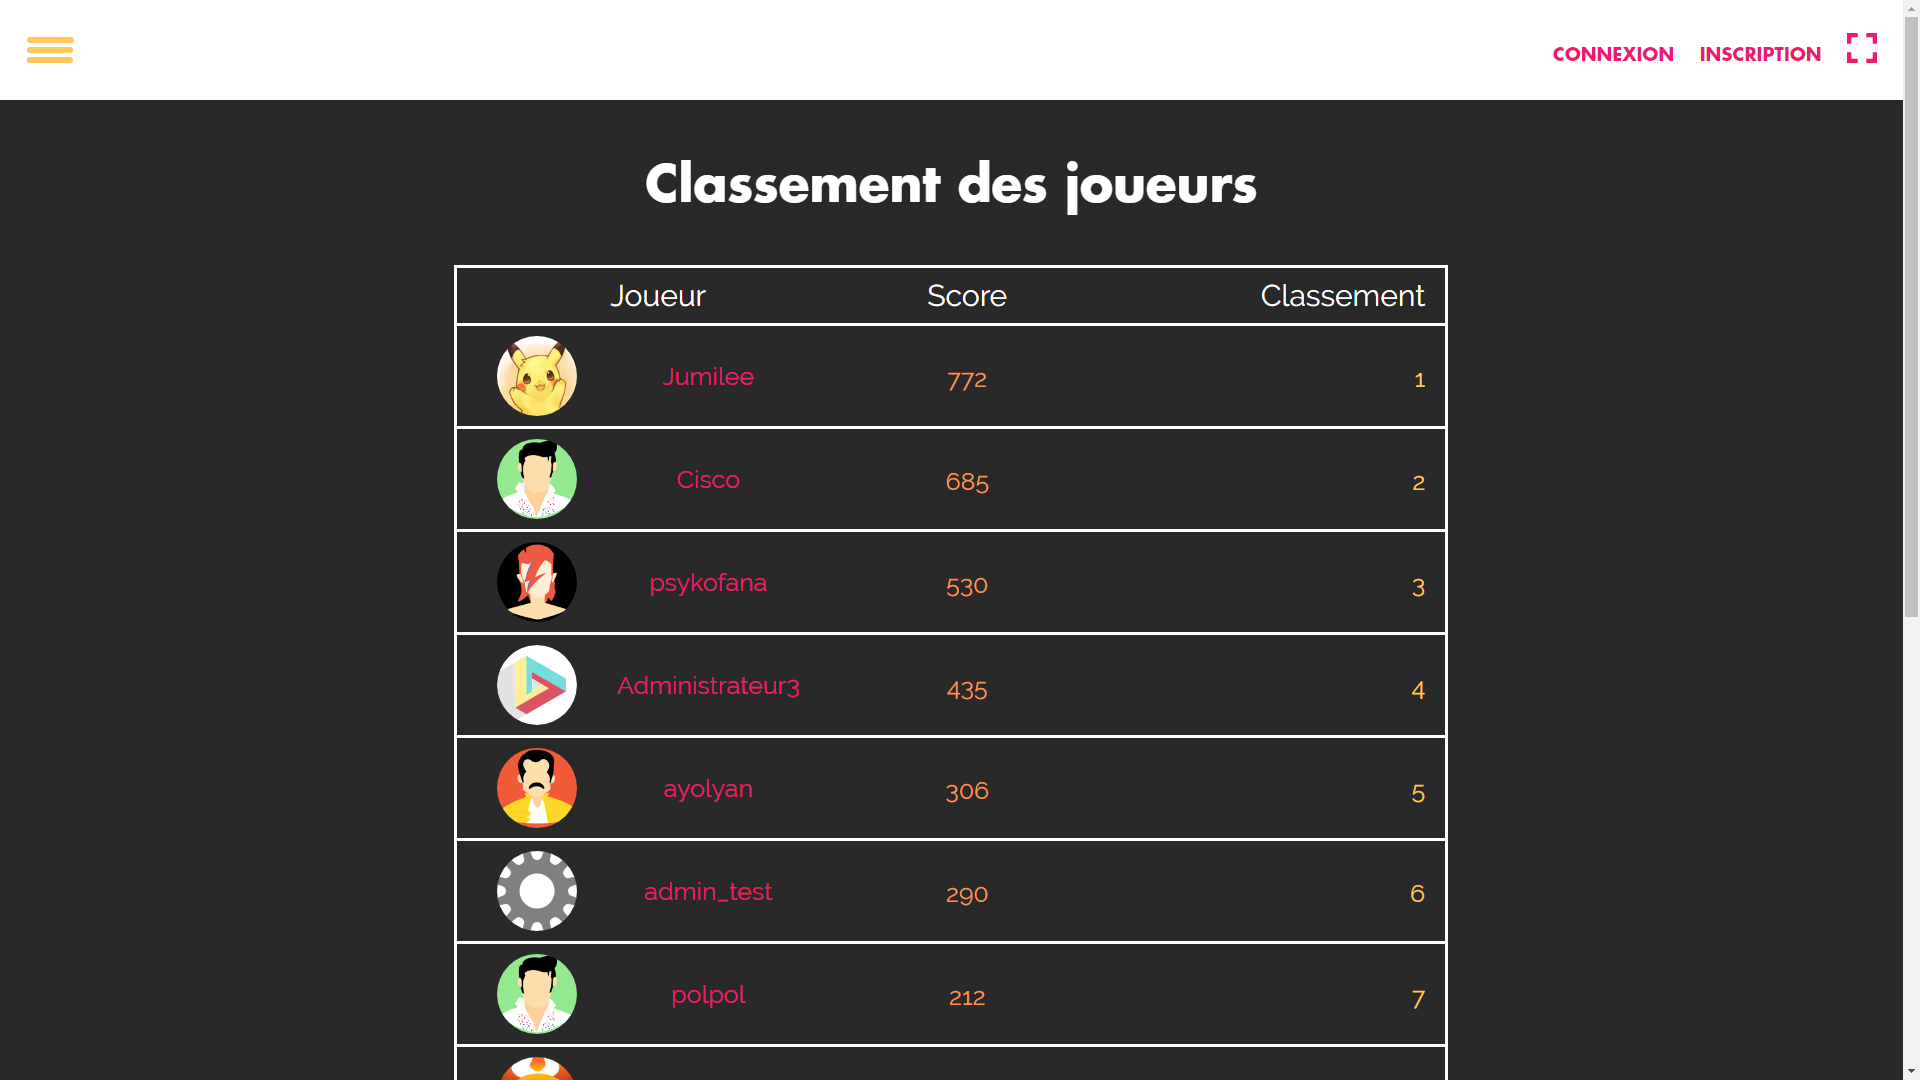 CONNEXION INSCRIPTION
Classement des joueurs
Joueur Score Classement
Jumilee 772 1
Cisco 685 2
psykofana 530 3
Administrateur3 435 4
ayolyan 306 5
admin_test 290 6
polpol 212 7